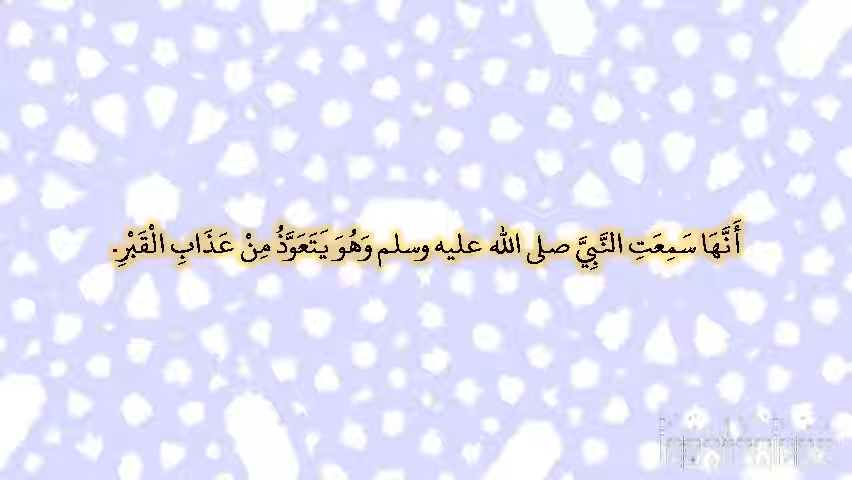 أَنَّهَا سَمِعَتِ النَّبِيَّ صلى الله عليه وسلم وَهُوَ يَتَعَوَّذُ مِنْ عَذَابِ الْقَبْرِ.